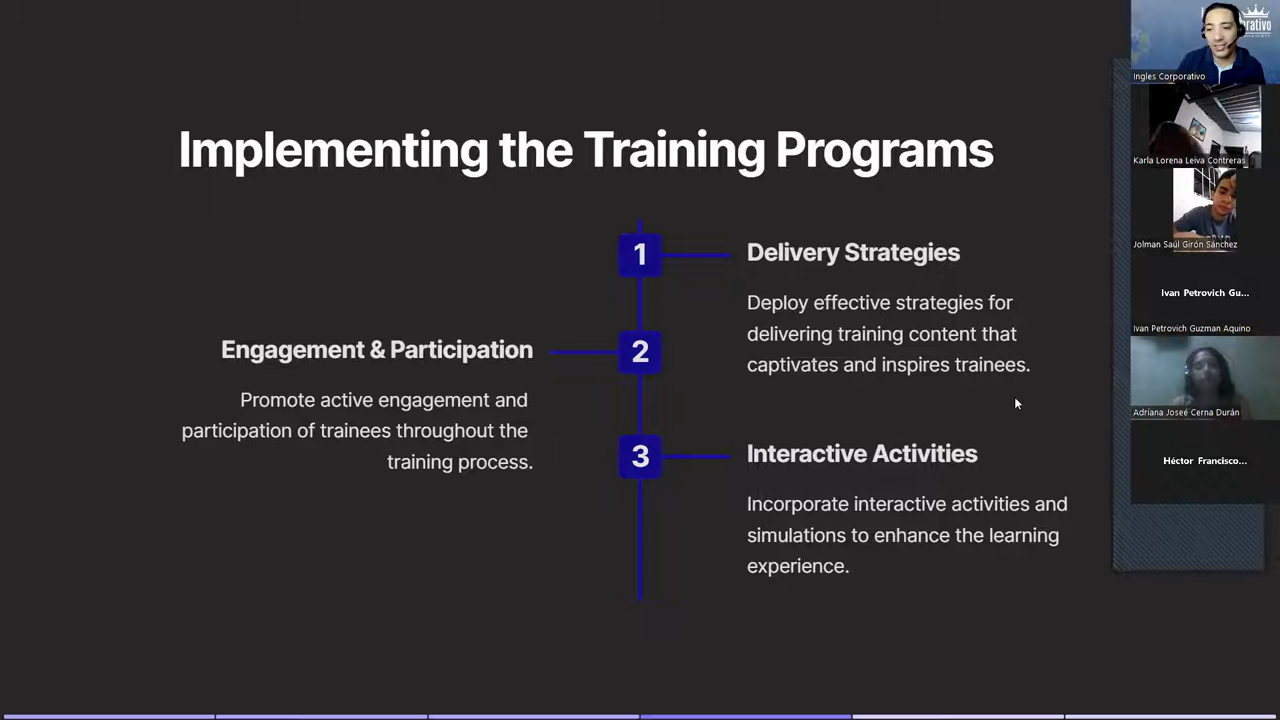 Implementing the Training Programs
1
Delivery Strategies
Deploy effective strategies for
delivering training content that
captivates and inspires trainees.
Engagement & Participation
2
Promote active engagement and
participation of trainees throughout the
training process.
3
Interactive Activities
Incorporate interactive activities and
simulations to enhance the learning
experience.
Ingles Corporativo
Karla Lorena Leiva Contreras
Jolman Saúl Girón Sánchez
Ivan Petrovich Gu...
Ivan Petrovich Guzman Aquino
Adriana Joseé Cerna Durán
Héctor Francisco...